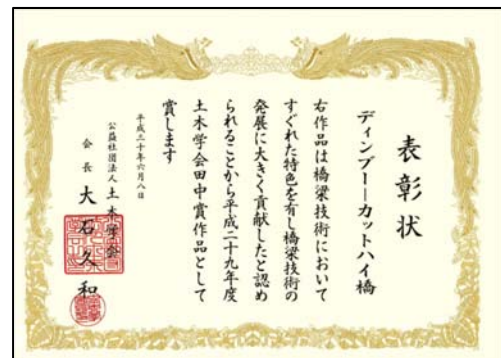 表彰状
ディンブー―カットハイ橋
右作品は橋梁技術において
すぐれた特色を有し橋梁技術の
発展に大きく貢献したと認め
られることから平成二十九年度
土木学会田中賞作品として
賞します
平成三十年六月八日
公益社団法人 土木学会
会長 大石久和